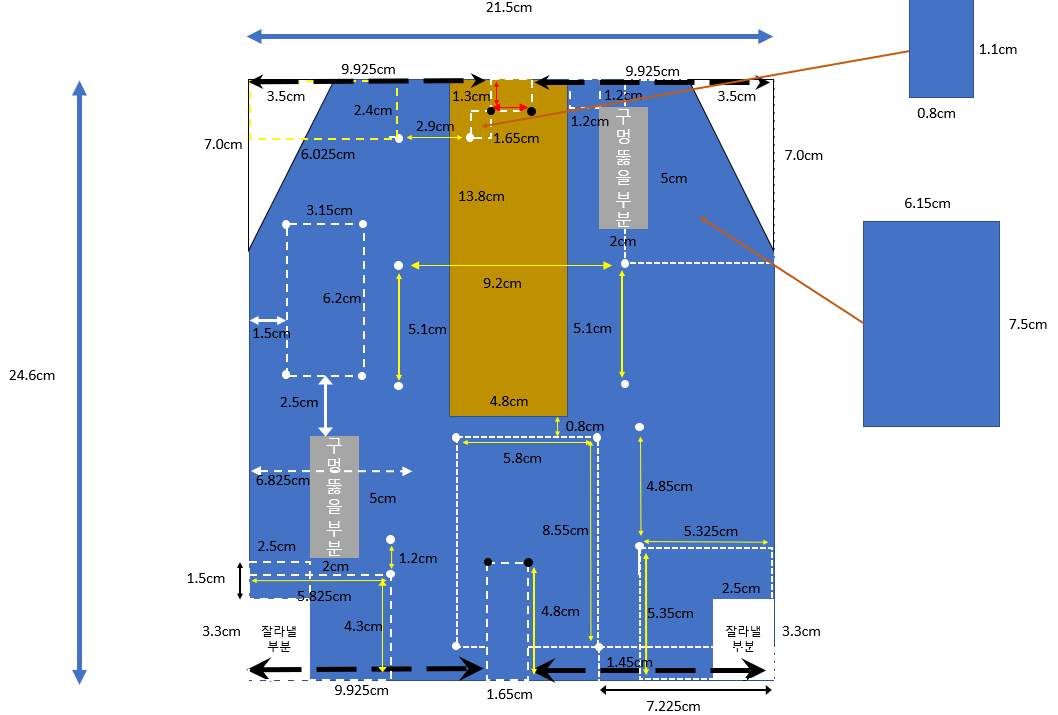 21.5cm
1.1cm
9.925cm
9.925cm
3.5cm
1.3cm
1.2cm
3.5cm
2.4cm
0.8cm
2.9cm
1.2cm
1.65cm
7.0cm
6.025cm
7.0cm
구멍뚫을부분
5cm
13.8cm
6.15cm
3.15cm
2cm
9.2cm
6.2cm
1.5cm
5.1cm
5.1cm
7.5cm
24.6cm
2.5cm
4.8cm
0.8cm
5.8cm
구멍뚫을부분
6.825cm
5cm
4.85cm
8.55cm
5.325cm
2.5cm
1.2cm
2cm
1.5cm
5.825cm
2.5cm
4.8cm
5.35cm
4.3cm
3.3cm
잘라낼
부분
잘라낼
부분
3.3cm
1.45cm
9.925cm
1.65cm
7.225cm